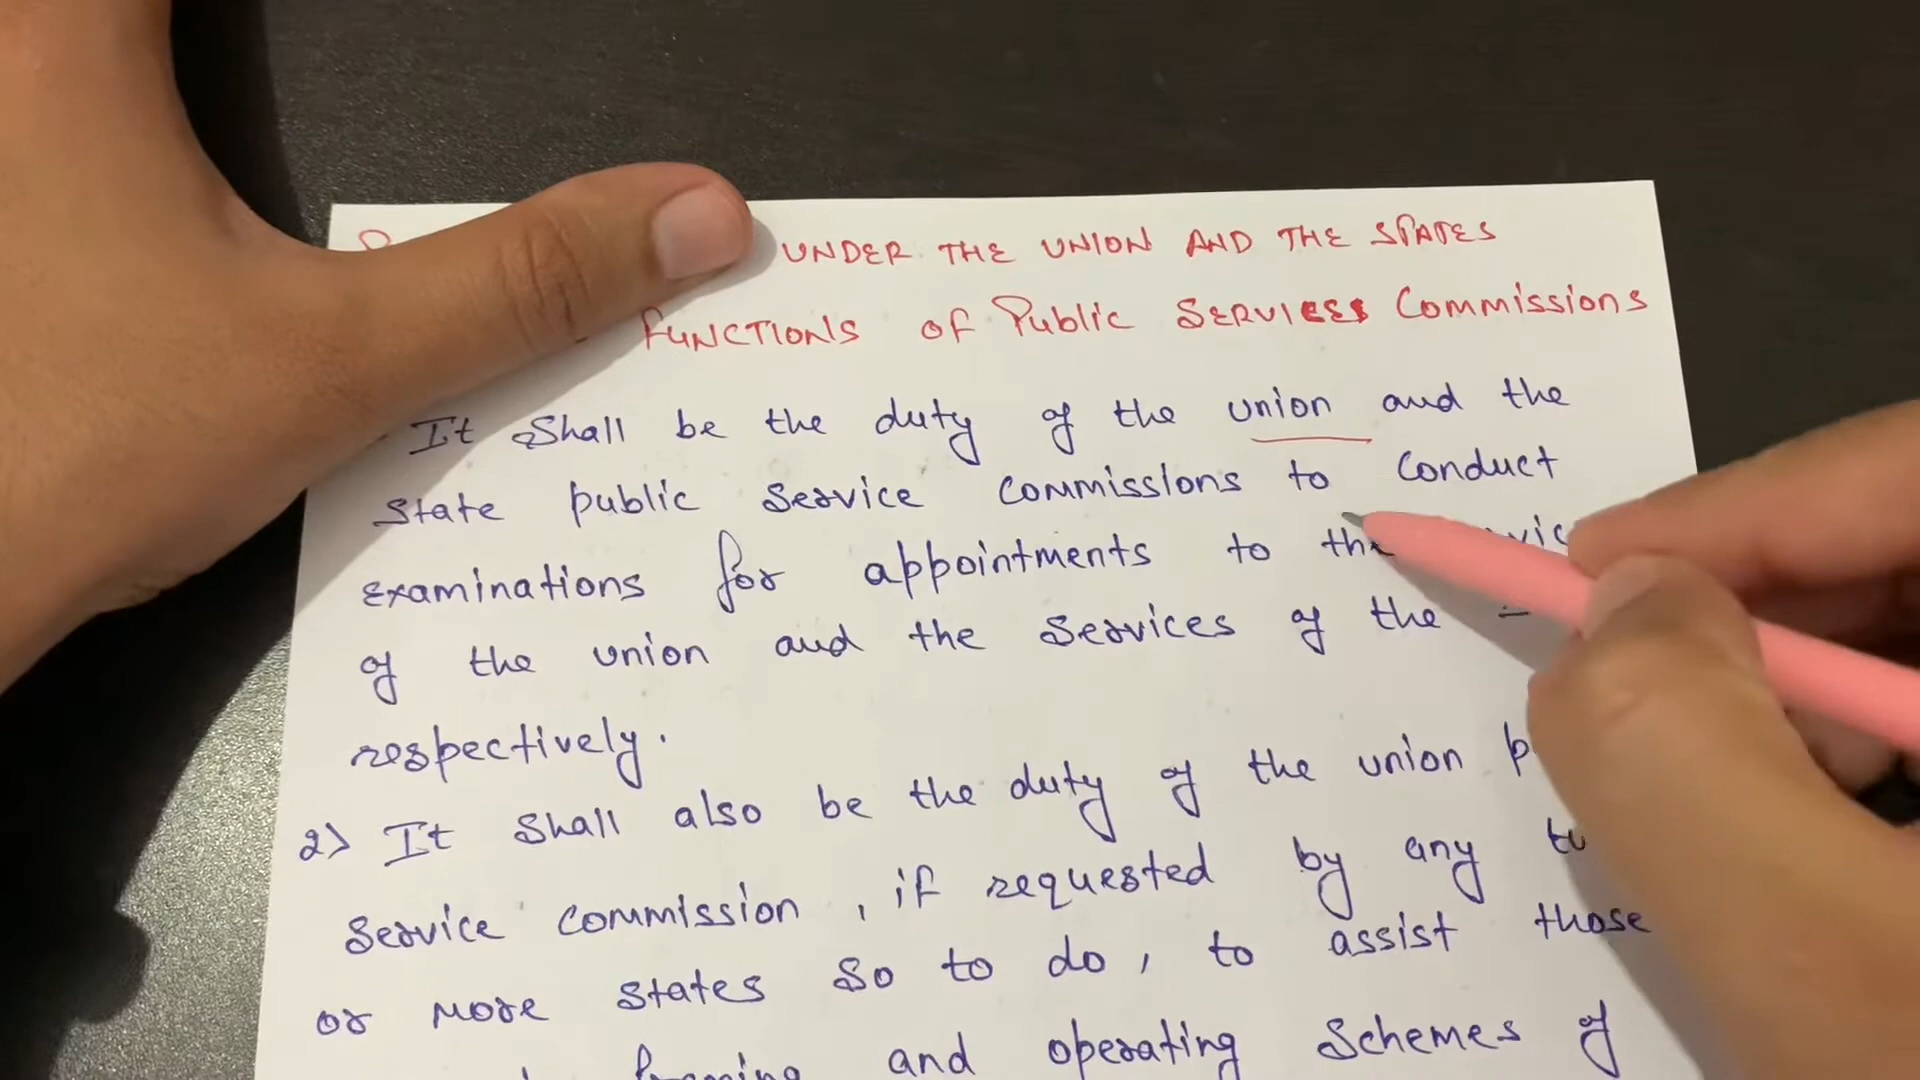 UNDER THE UNION AND THE STATES
FUNCTIONS OF Public SERVICES Commissions
It Shall be the duty of the union and the
State public Service Commissions to Conduct
examinations for appointments to the
of the union and the Services of the
respectively.
2) It Shall also be the duty of the union
Service Commission, if requested by any
or more states So to do, to assist those
and operating Schemes of